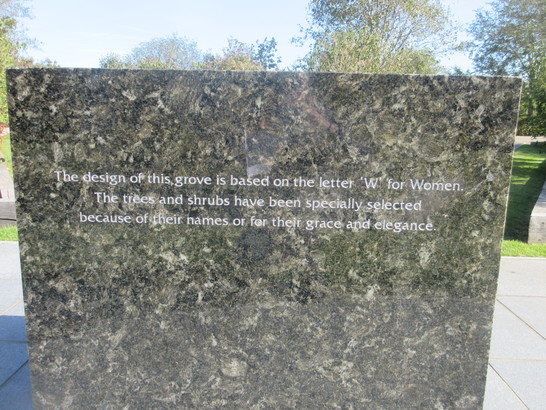 The design of this grove is based on the letter 'W' for Women.
The trees and shrubs have been specially selected
because of their names or for their grace and elegance.